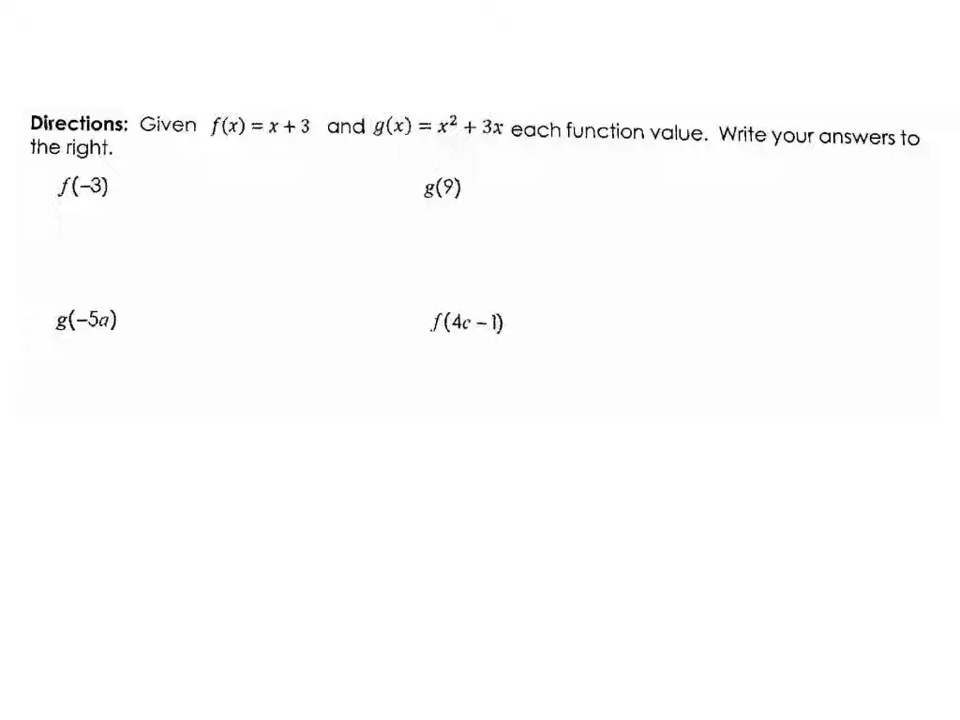 Directions: Given f(x) = x + 3 and g(x) = x² + 3x each function value. Write your answers to
the right.
f(−3) g(9)
g(−5a) f(4c − 1)